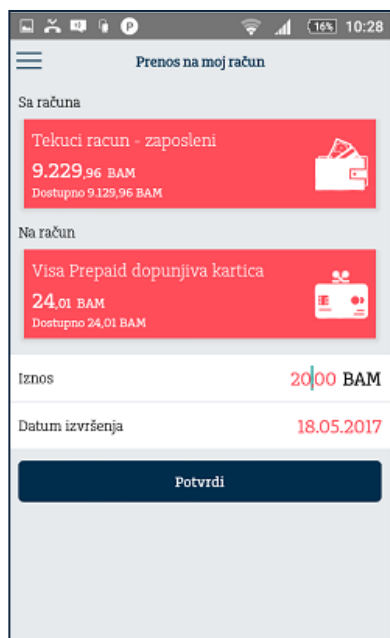 P 16% 10:28
Prenos na moj račun
Sa računa
Tekuci racun - zaposleni
9.229,96 BAM
Dostupno 9.129,96 BAM
Na račun
Visa Prepaid dopunjiva kartica
24,01 BAM
Dostupno 24,01 BAM
Iznos 20,00 BAM
Datum izvršenja 18.05.2017
Potvrdi